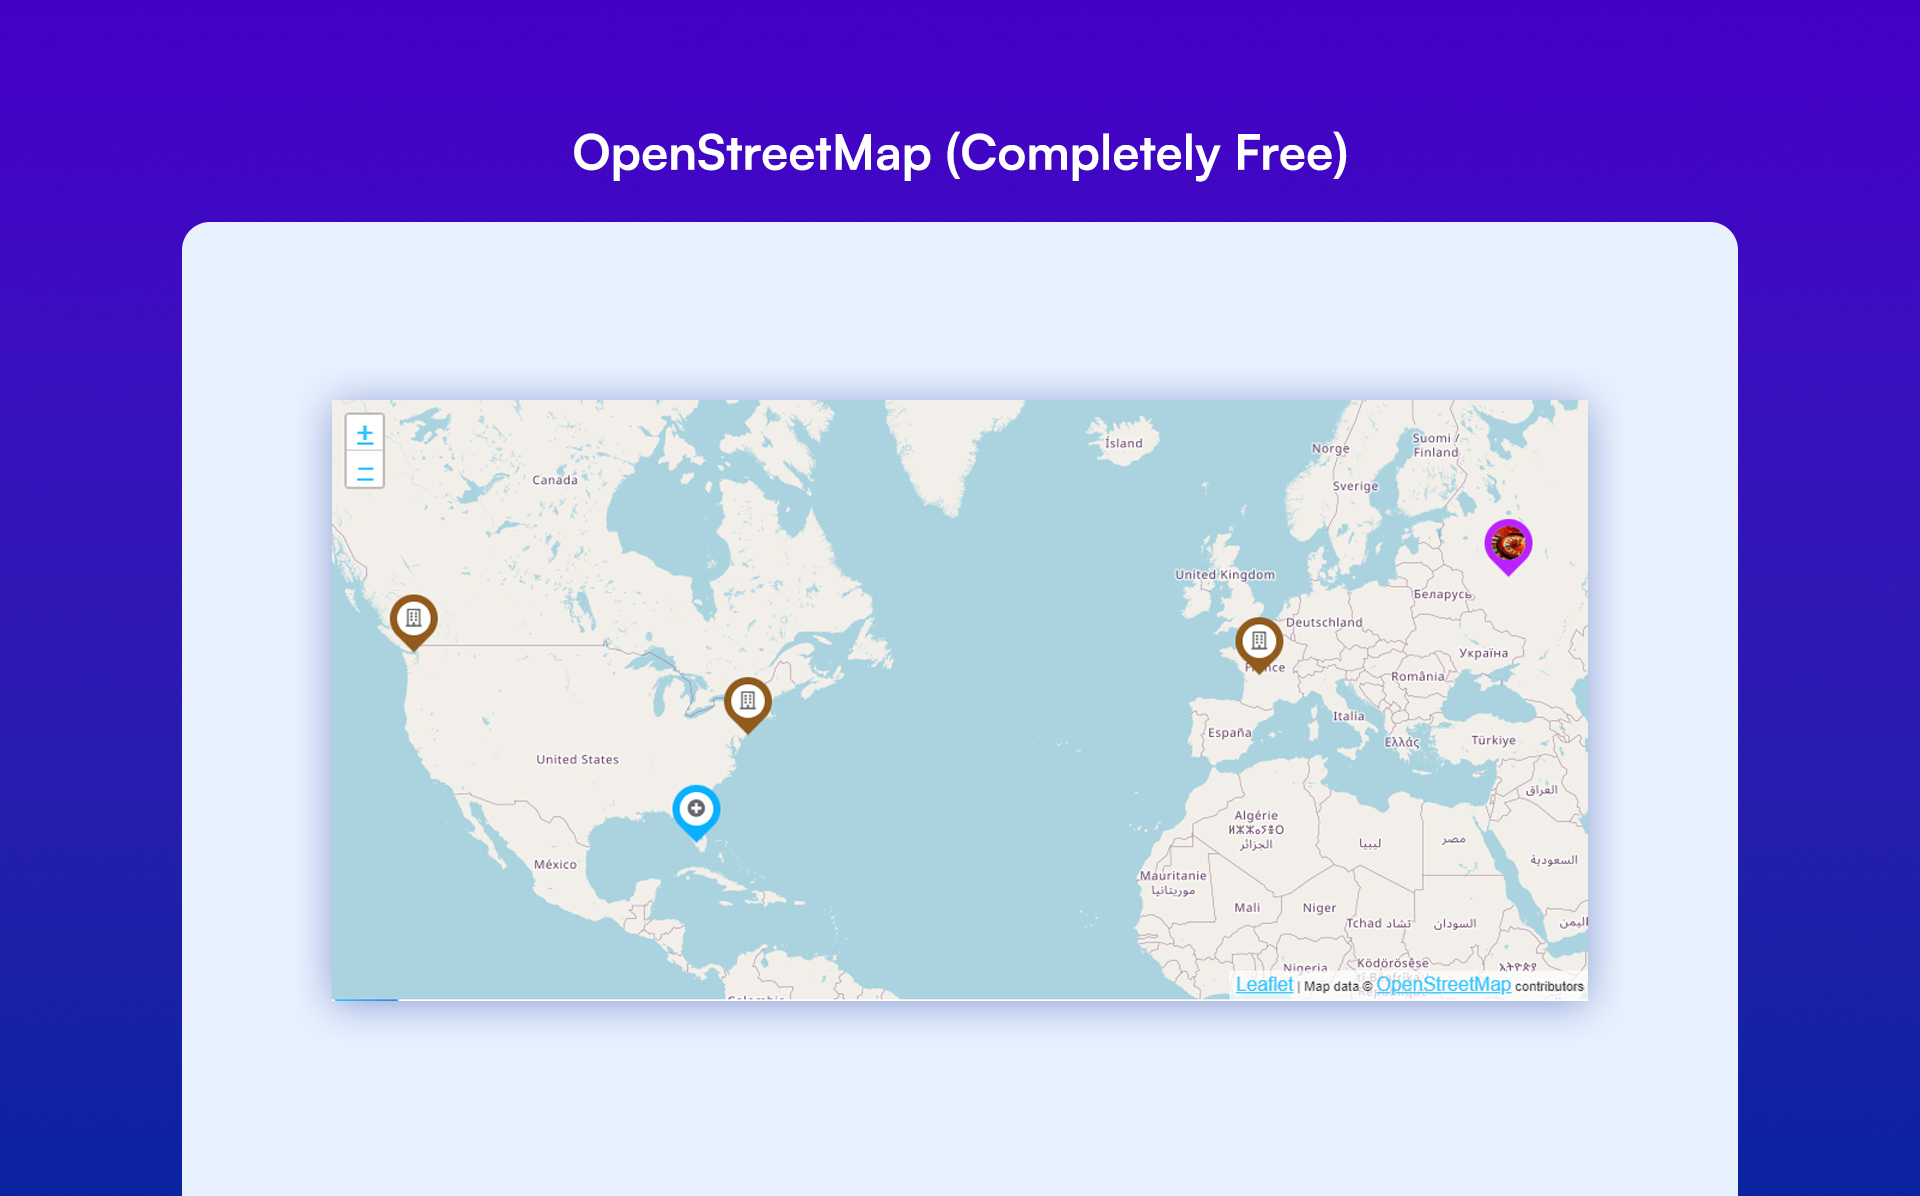 OpenStreetMap (Completely Free)
+
−
Ísland
Norge
Suomi /
Finland
Canada
Sverige
United Kingdom
Беларусь
Deutschland
Україна
France
România
Italia
España
Ελλάς
Türkiye
United States
العراق
Algérie
ⵍⵣⵣⴰⵢⴻⵔ
الجزائر
ليبيا
مصر
México
السعودية
Mauritanie
موريتانيا
Mali
Niger
Tchad تشاد
السودان
اليمن
Nigeria
Ködörösêse
Colombia
Leaflet | Map data © OpenStreetMap contributors